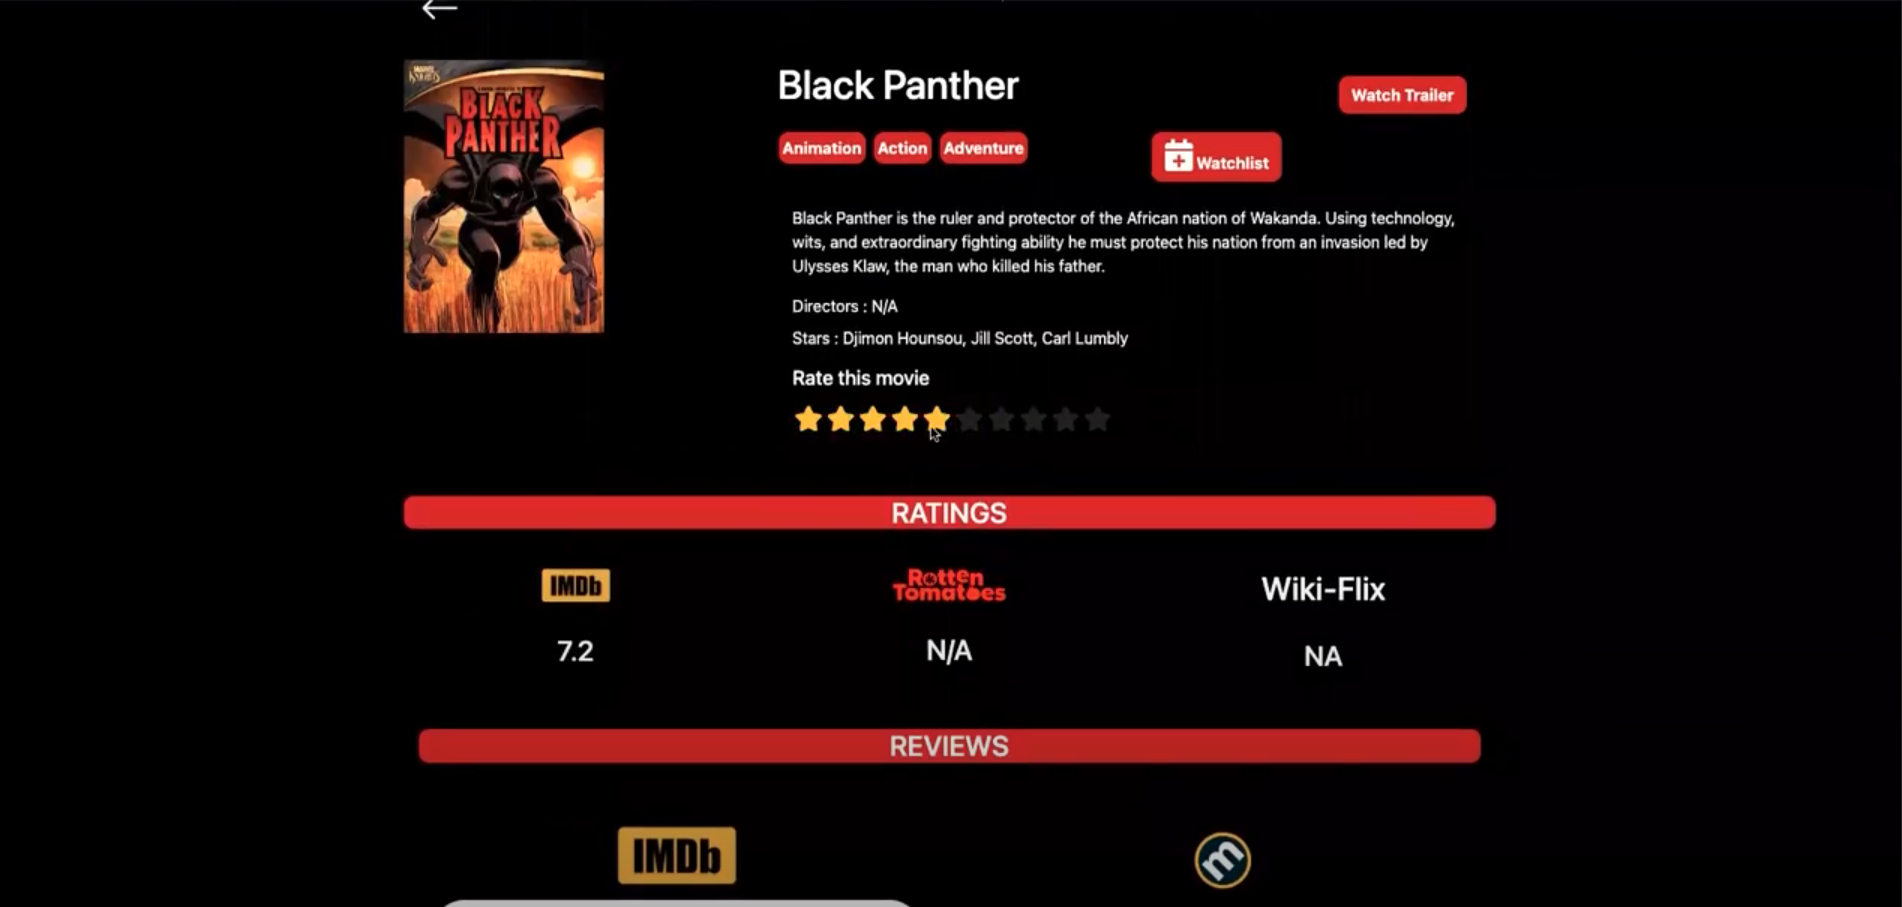 MARVEL
KNIGHTS
BLACK
PANTHER
Black Panther
Watch Trailer
Animation Action Adventure
Watchlist
Black Panther is the ruler and protector of the African nation of Wakanda. Using technology,
wits, and extraordinary fighting ability he must protect his nation from an invasion led by
Ulysses Klaw, the man who killed his father.
Directors : N/A
Stars : Djimon Hounsou, Jill Scott, Carl Lumbly
Rate this movie
RATINGS
IMDb Rotten Tomatoes Wiki-Flix
7.2 N/A NA
REVIEWS
IMDb m